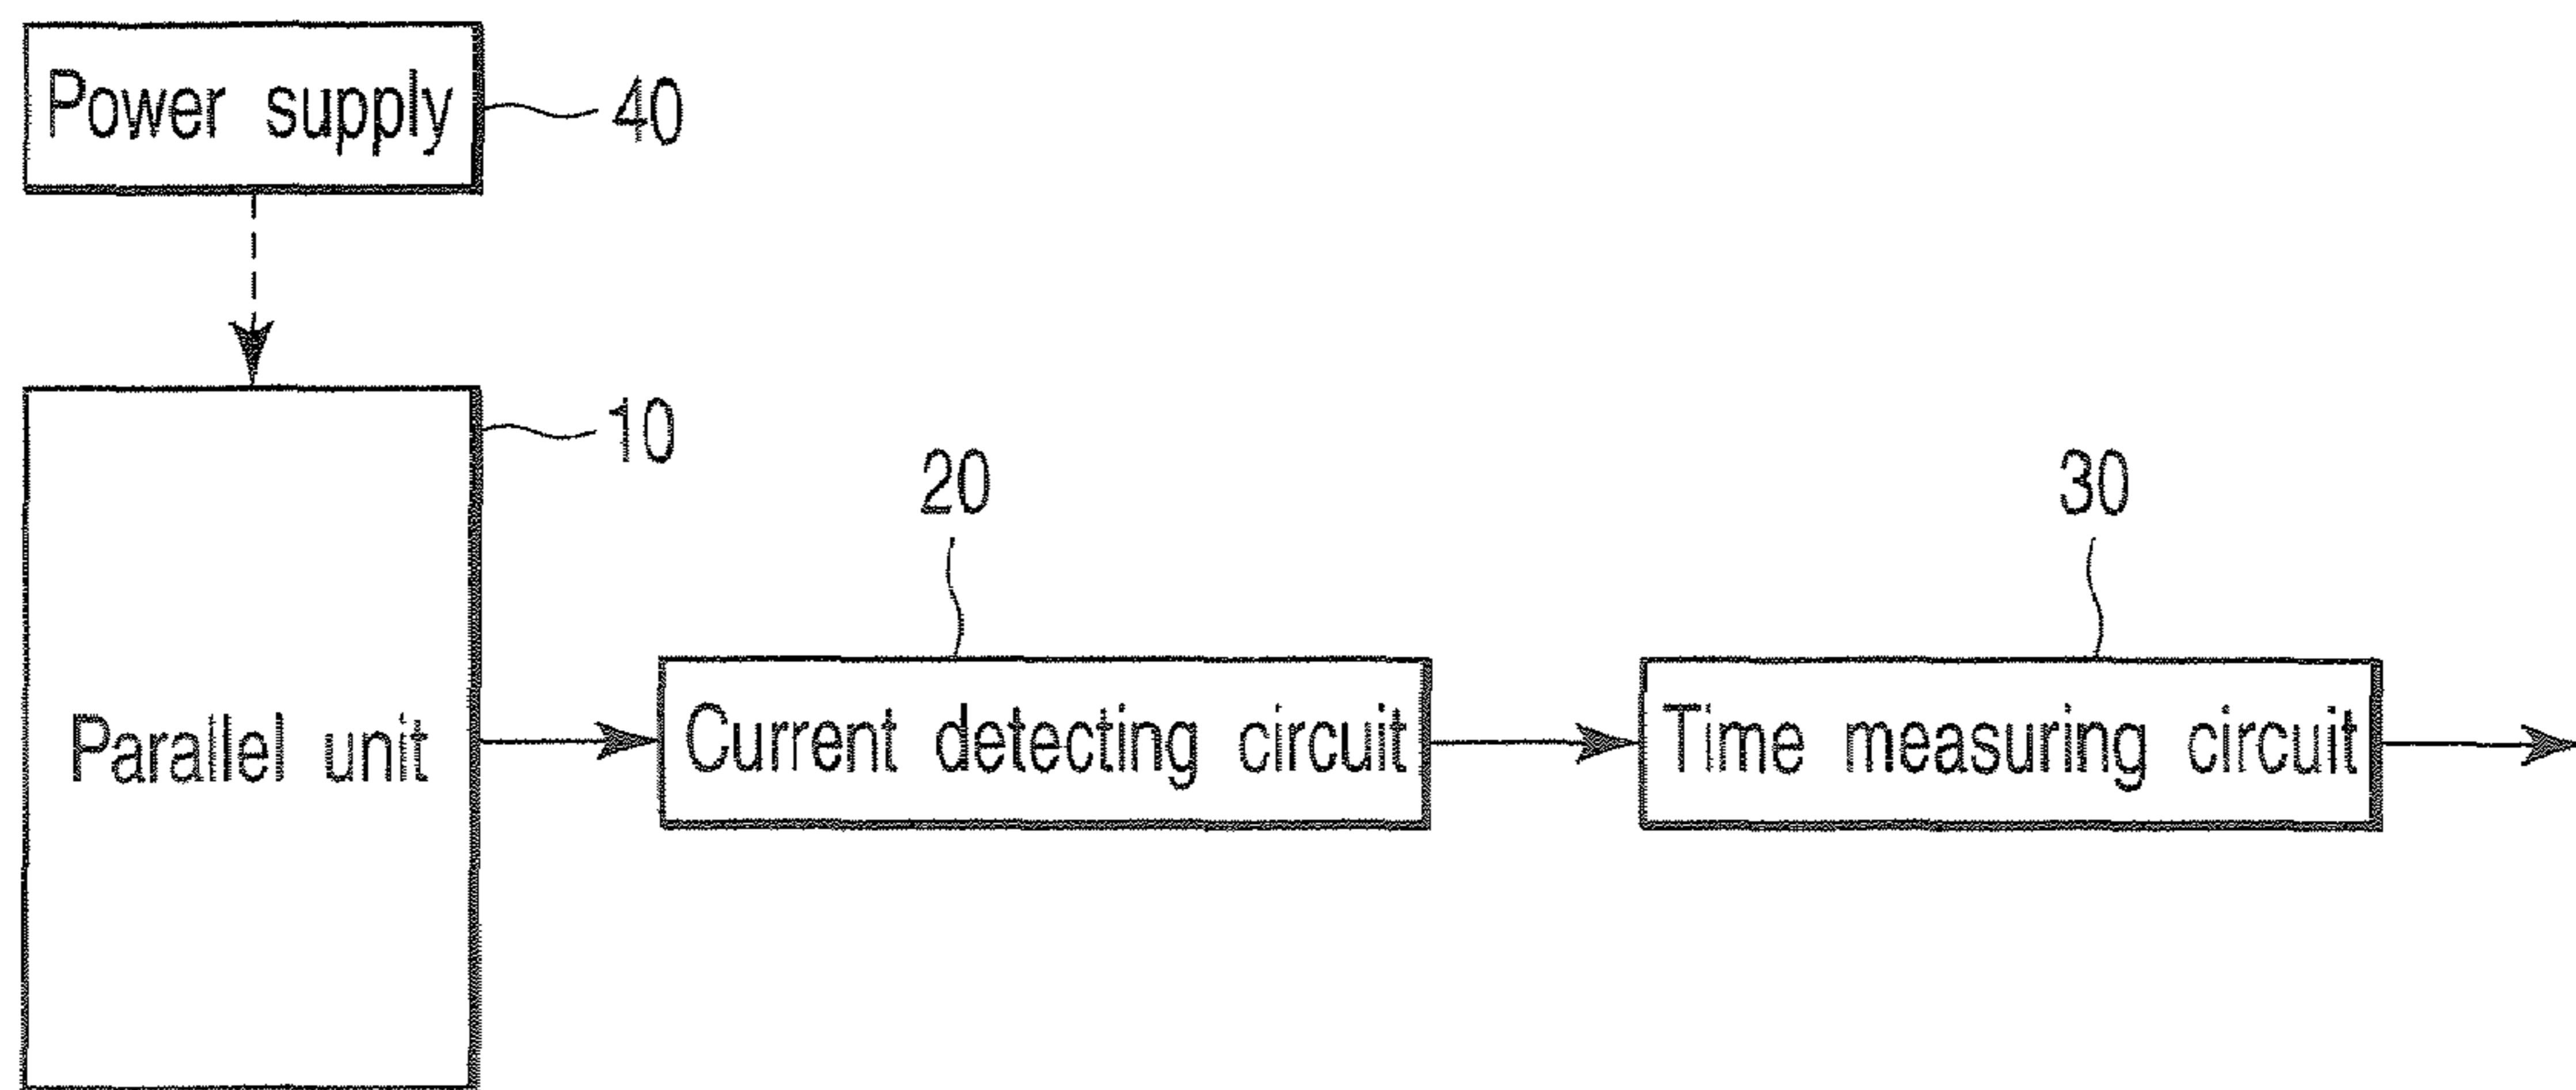 Power supply
40
10
20
30
Parallel unit
Current detecting circuit
Time measuring circuit